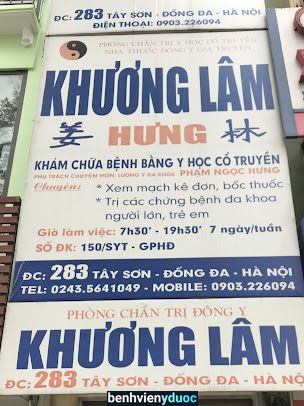 ĐC: 283 TÂY SƠN - ĐỐNG ĐA - HÀ NỘI
ĐIỆN THOẠI: 0903.226094
PHÒNG CHẨN TRỊ Y HỌC CỔ TRUYỀN
NHÀ THUỐC ĐÔNG Y GIA TRUYỀN
KHƯƠNG LÂM
姜 HƯNG 林
KHÁM CHỮA BỆNH BẰNG Y HỌC CỔ TRUYỀN
PHỤ TRÁCH CHUYÊN MÔN: LƯƠNG Y ĐA KHOA PHẠM NGỌC HƯNG
Chuyên: * Xem mạch kê đơn, bốc thuốc
* Trị các chứng bệnh đa khoa
người lớn, trẻ em
Giờ làm việc: 7h30' - 19h30' 7 ngày/tuần
SỐ ĐK: 150/SYT - GPHĐ
ĐC: 283 TÂY SƠN - ĐỐNG ĐA - HÀ NỘI
TEL: 0243.5641049 - MOBILE: 0903.226094
PHÒNG CHẨN TRỊ ĐÔNG Y
KHƯƠNG LÂM
ĐC: 283 TÂY SƠN - ĐỐNG ĐA - HÀ NỘI
benhvienyduoc